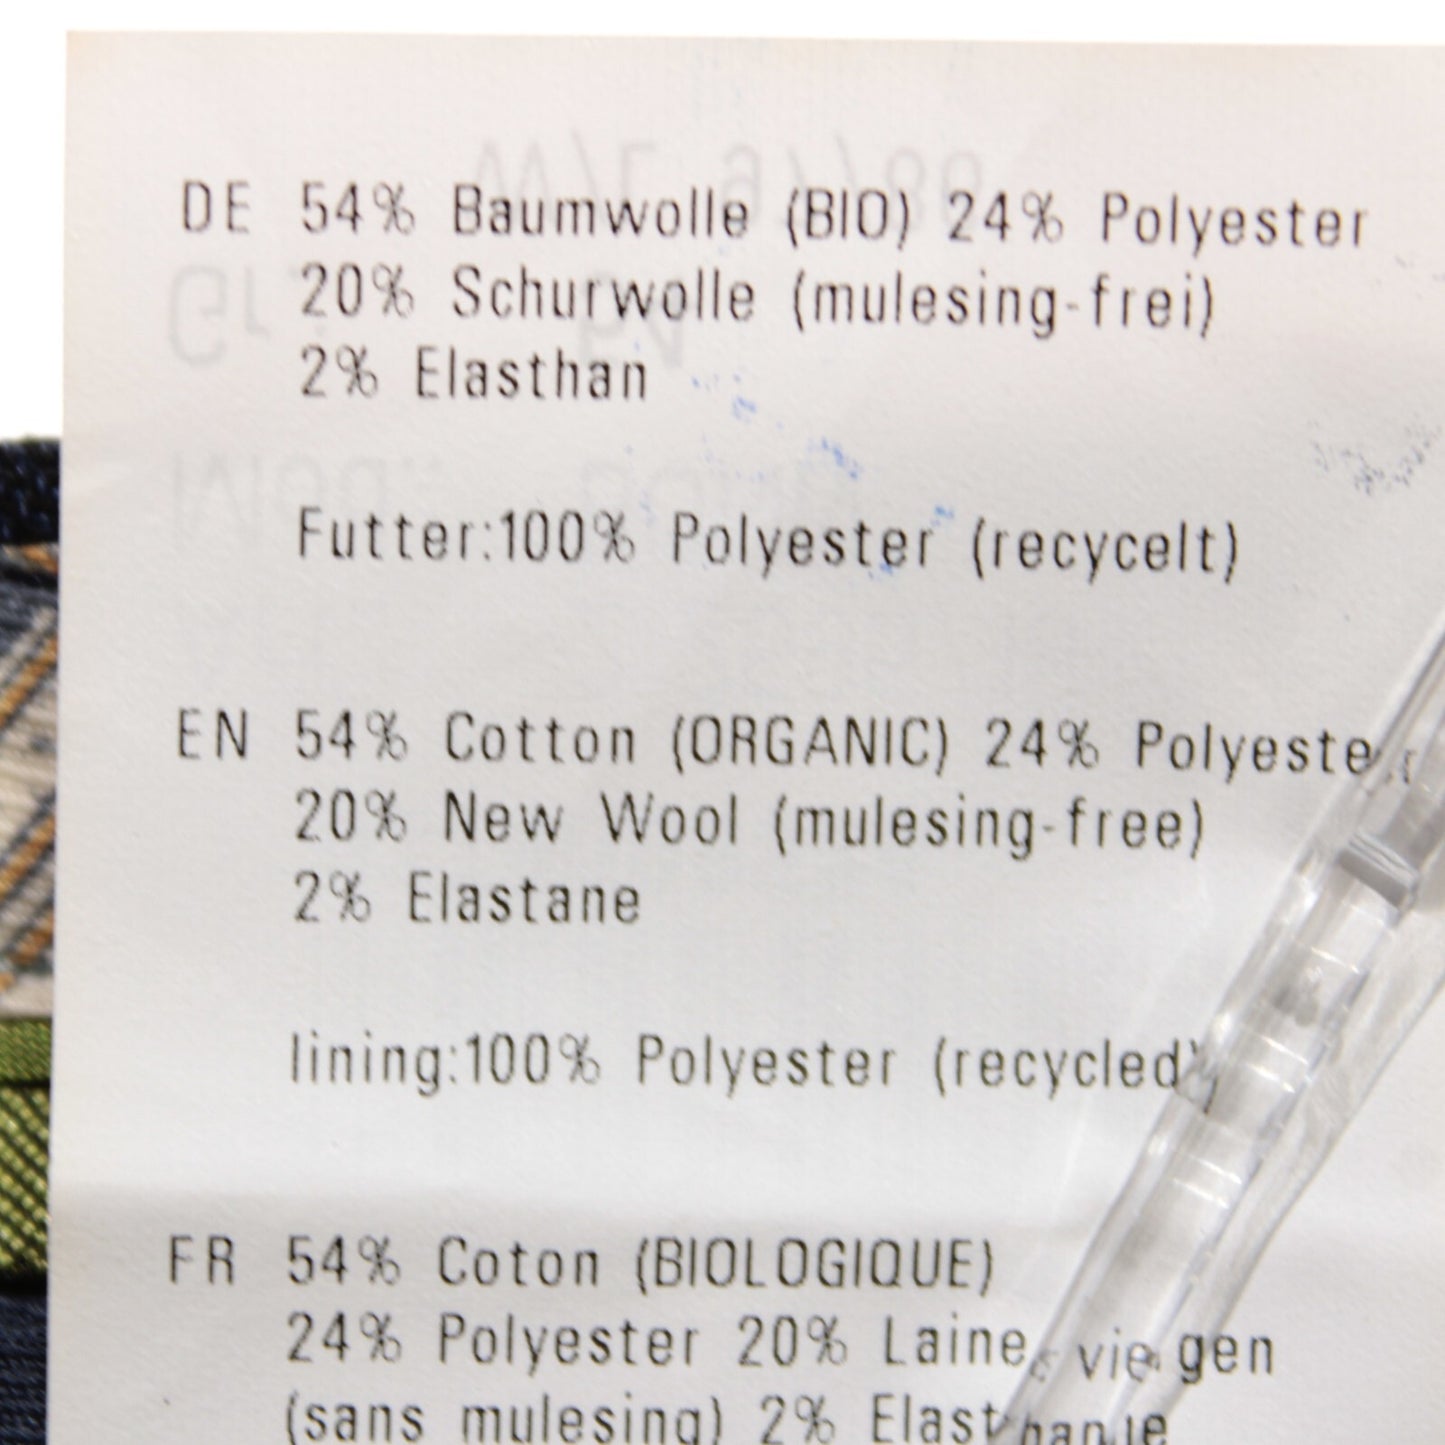 DE 54% Baumwolle (BIO) 24% Polyester
20% Schurwolle (mulesing-frei)
2% Elasthan
Futter:100% Polyester (recycelt)
EN 54% Cotton (ORGANIC) 24% Polyester
20% New Wool (mulesing-free)
2% Elastane
lining:100% Polyester (recycled)
FR 54% Coton (BIOLOGIQUE)
24% Polyester 20% Laine
(sans mulesing) 2%